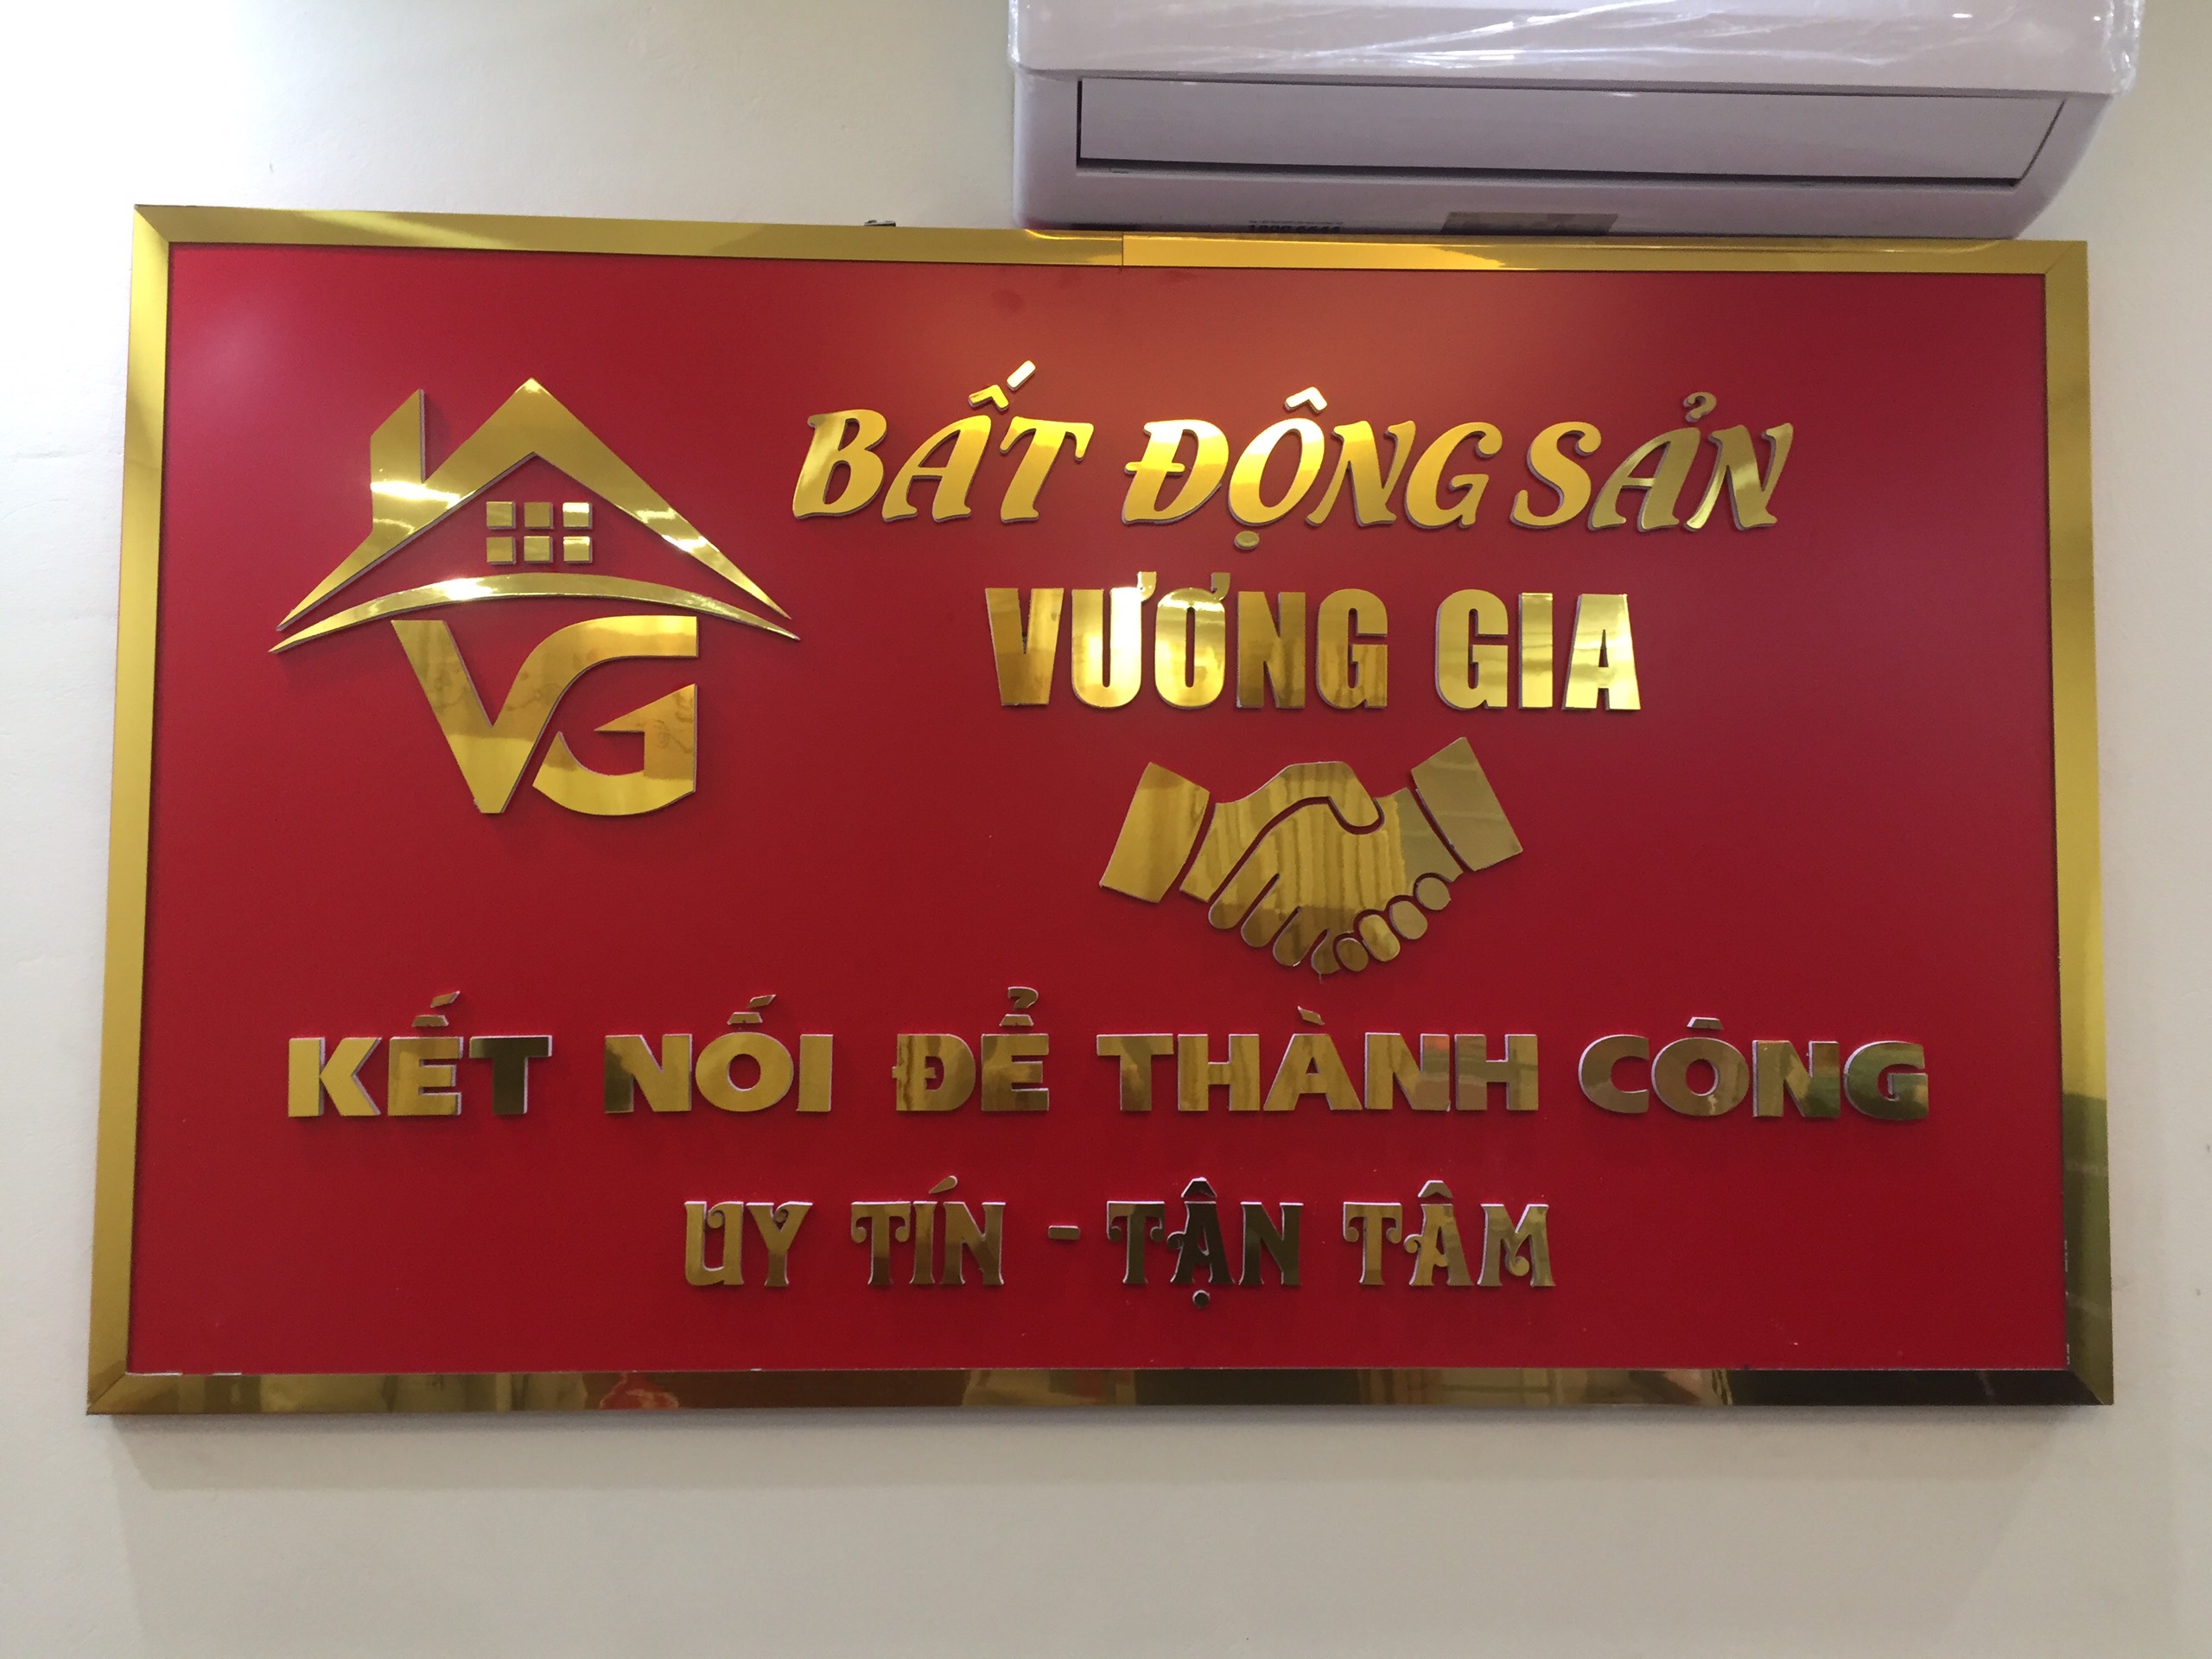 BẤT ĐỘNG SẢN
VƯƠNG GIA
VG
KẾT NỐI ĐỂ THÀNH CÔNG
UY TÍN - TẬN TÂM